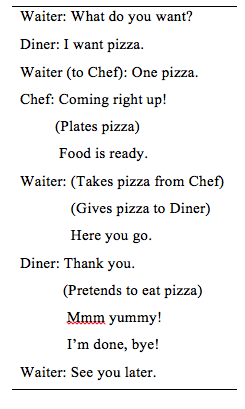 Waiter: What do you want?
Diner: I want pizza.
Waiter (to Chef): One pizza.
Chef: Coming right up!
(Plates pizza)
Food is ready.
Waiter: (Takes pizza from Chef)
(Gives pizza to Diner)
Here you go.
Diner: Thank you.
(Pretends to eat pizza)
Mmm yummy!
I'm done, bye!
Waiter: See you later.